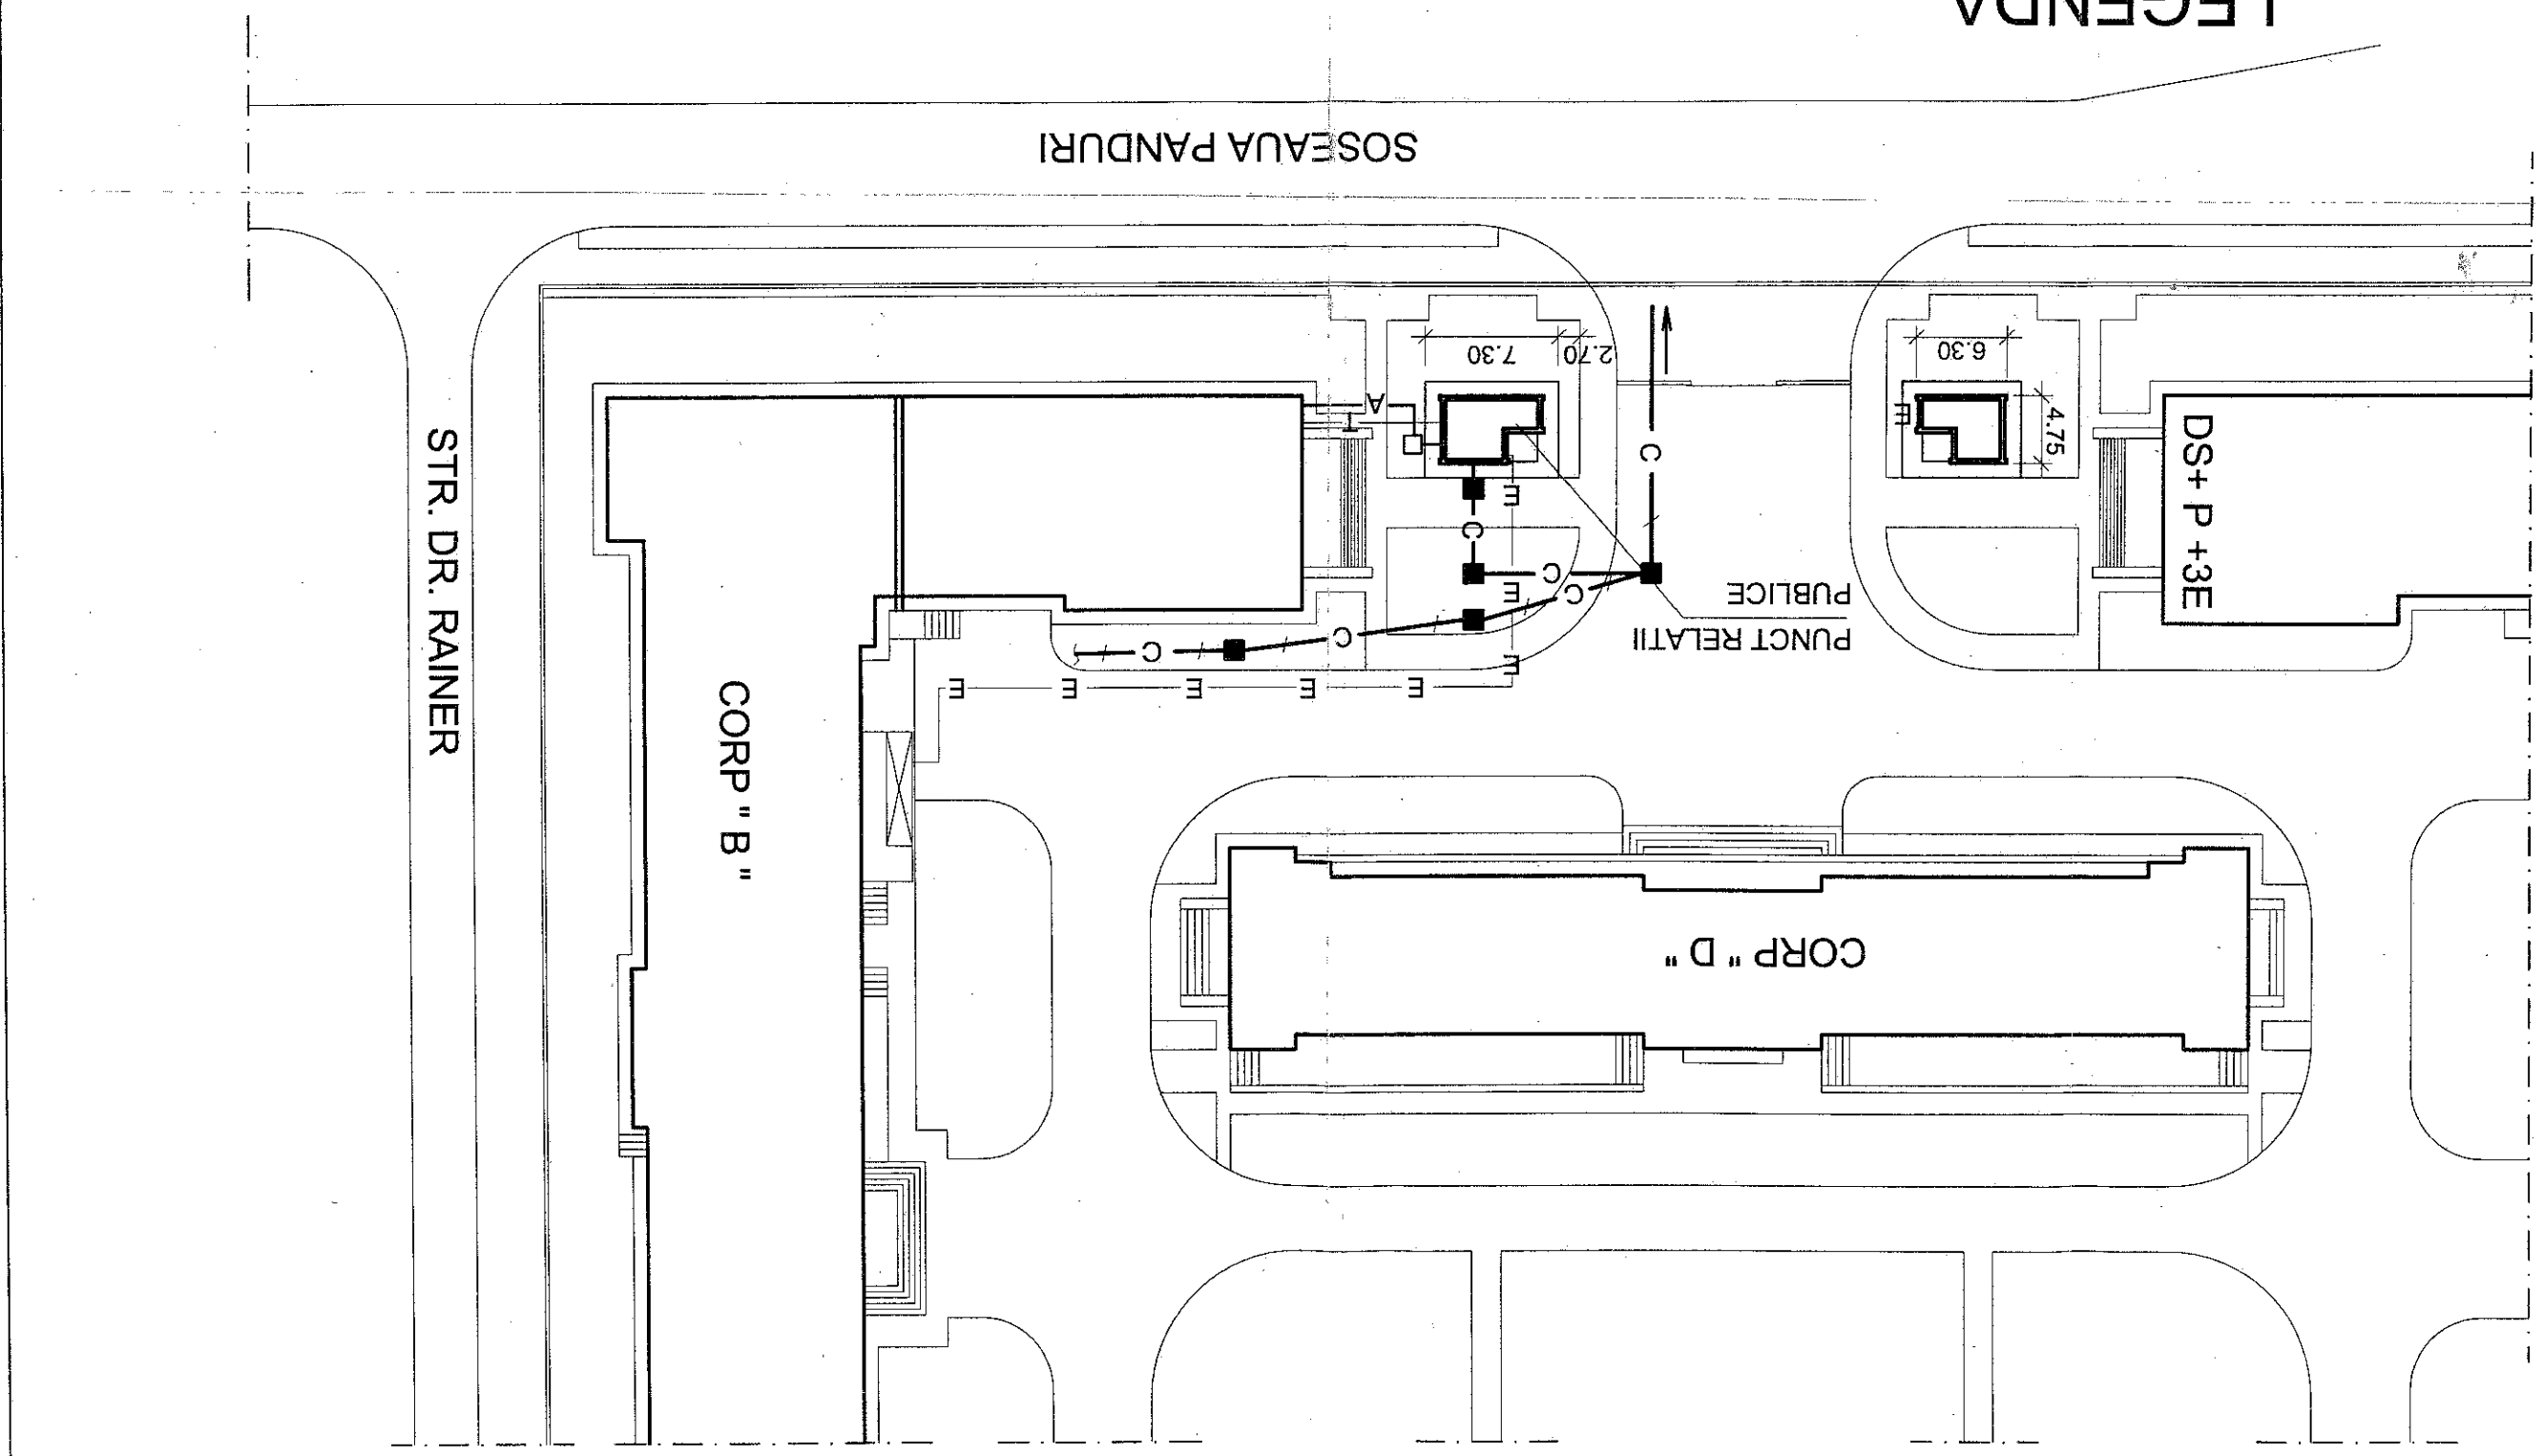 LEGENDA
SOSEAUA PANDURI
STR. DR. RAINER
CORP " B "
CORP " D "
PUNCT RELATII
PUBLICE
DS+ P +3E
7.30
2.70
6.30
4.75
A
C
C
C
C
C
C
E
E
E
E
E
E
E
E
E